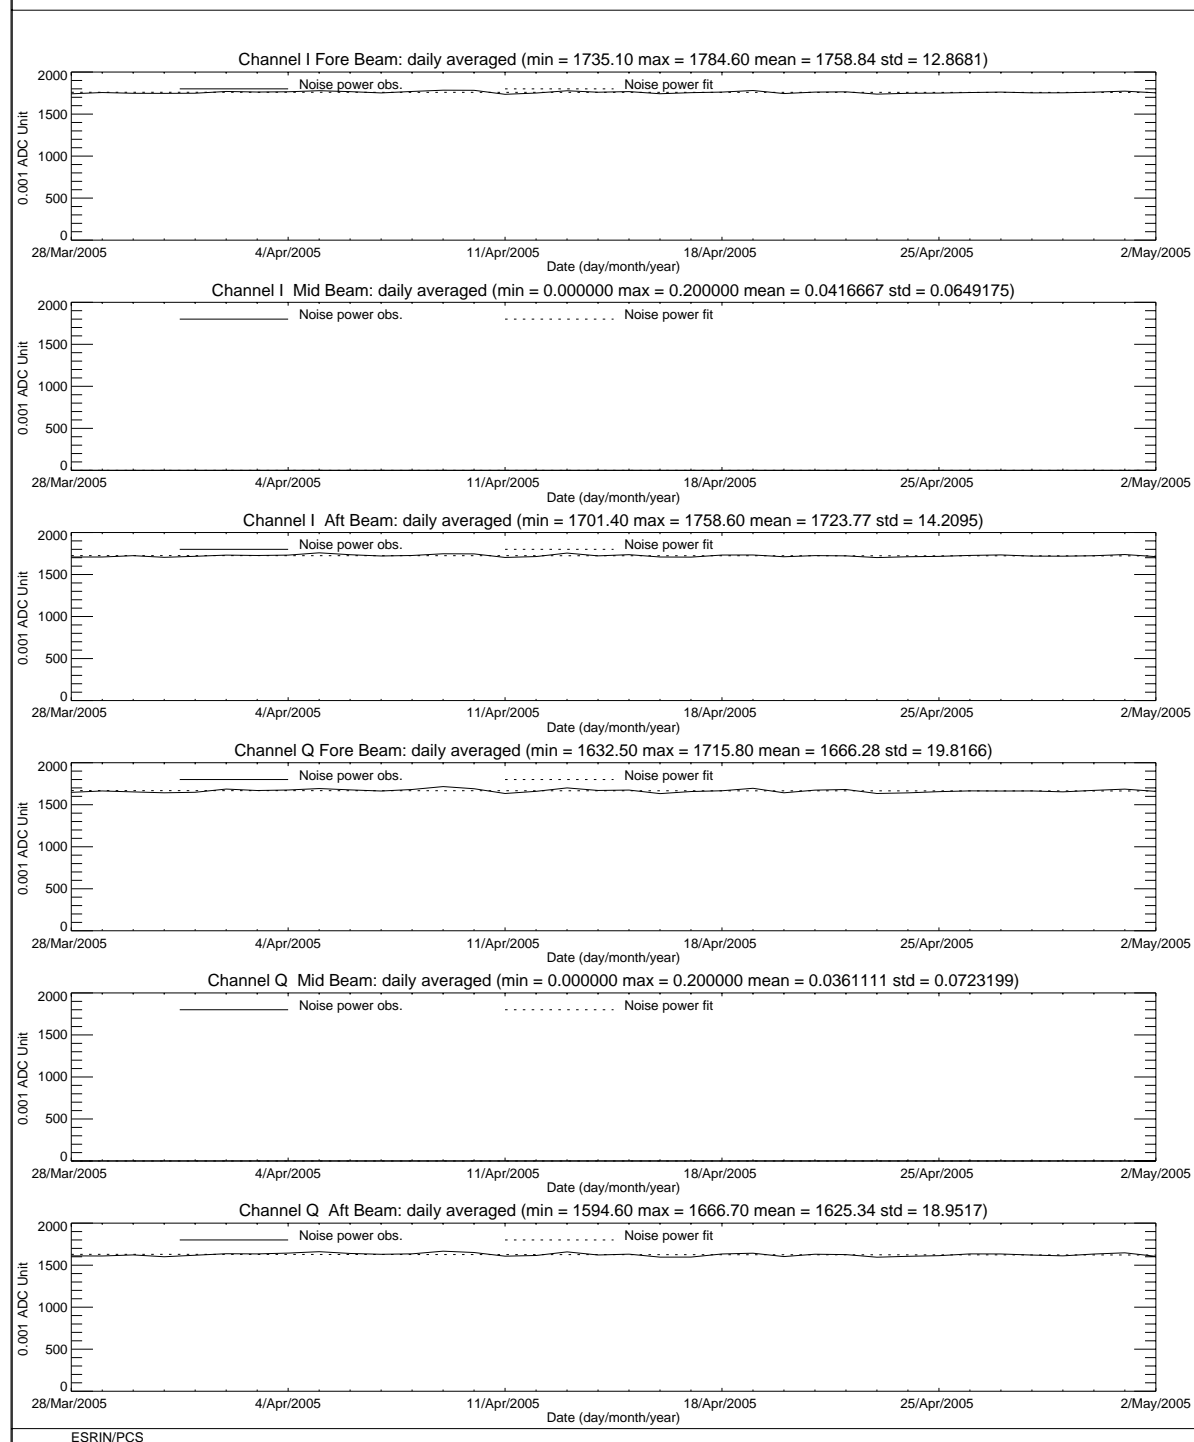 Channel I Fore Beam: daily averaged (min = 1735.10 max = 1784.60 mean = 1758.84 std = 12.8681)
2000
Noise power obs.
Noise power fit
1500
1000
500
0
0.001 ADC Unit
28/Mar/2005
4/Apr/2005
11/Apr/2005
18/Apr/2005
25/Apr/2005
2/May/2005
Date (day/month/year)
Channel I Mid Beam: daily averaged (min = 0.000000 max = 0.200000 mean = 0.0416667 std = 0.0649175)
2000
Noise power obs.
Noise power fit
1500
1000
500
0
0.001 ADC Unit
28/Mar/2005
4/Apr/2005
11/Apr/2005
18/Apr/2005
25/Apr/2005
2/May/2005
Date (day/month/year)
Channel I Aft Beam: daily averaged (min = 1701.40 max = 1758.60 mean = 1723.77 std = 14.2095)
2000
Noise power obs.
Noise power fit
1500
1000
500
0
0.001 ADC Unit
28/Mar/2005
4/Apr/2005
11/Apr/2005
18/Apr/2005
25/Apr/2005
2/May/2005
Date (day/month/year)
Channel Q Fore Beam: daily averaged (min = 1632.50 max = 1715.80 mean = 1666.28 std = 19.8166)
2000
Noise power obs.
Noise power fit
1500
1000
500
0
0.001 ADC Unit
28/Mar/2005
4/Apr/2005
11/Apr/2005
18/Apr/2005
25/Apr/2005
2/May/2005
Date (day/month/year)
Channel Q Mid Beam: daily averaged (min = 0.000000 max = 0.200000 mean = 0.0361111 std = 0.0723199)
2000
Noise power obs.
Noise power fit
1500
1000
500
0
0.001 ADC Unit
28/Mar/2005
4/Apr/2005
11/Apr/2005
18/Apr/2005
25/Apr/2005
2/May/2005
Date (day/month/year)
Channel Q Aft Beam: daily averaged (min = 1594.60 max = 1666.70 mean = 1625.34 std = 18.9517)
2000
Noise power obs.
Noise power fit
1500
1000
500
0
0.001 ADC Unit
28/Mar/2005
4/Apr/2005
11/Apr/2005
18/Apr/2005
25/Apr/2005
2/May/2005
Date (day/month/year)
ESRIN/PCS